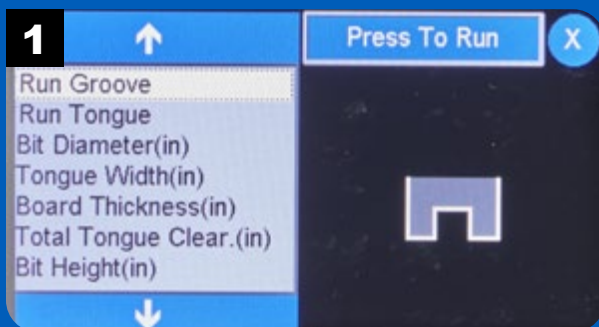 1
Press To Run
X
Run Groove
Run Tongue
Bit Diameter(in)
Tongue Width(in)
Board Thickness(in)
Total Tongue Clear.(in)
Bit Height(in)